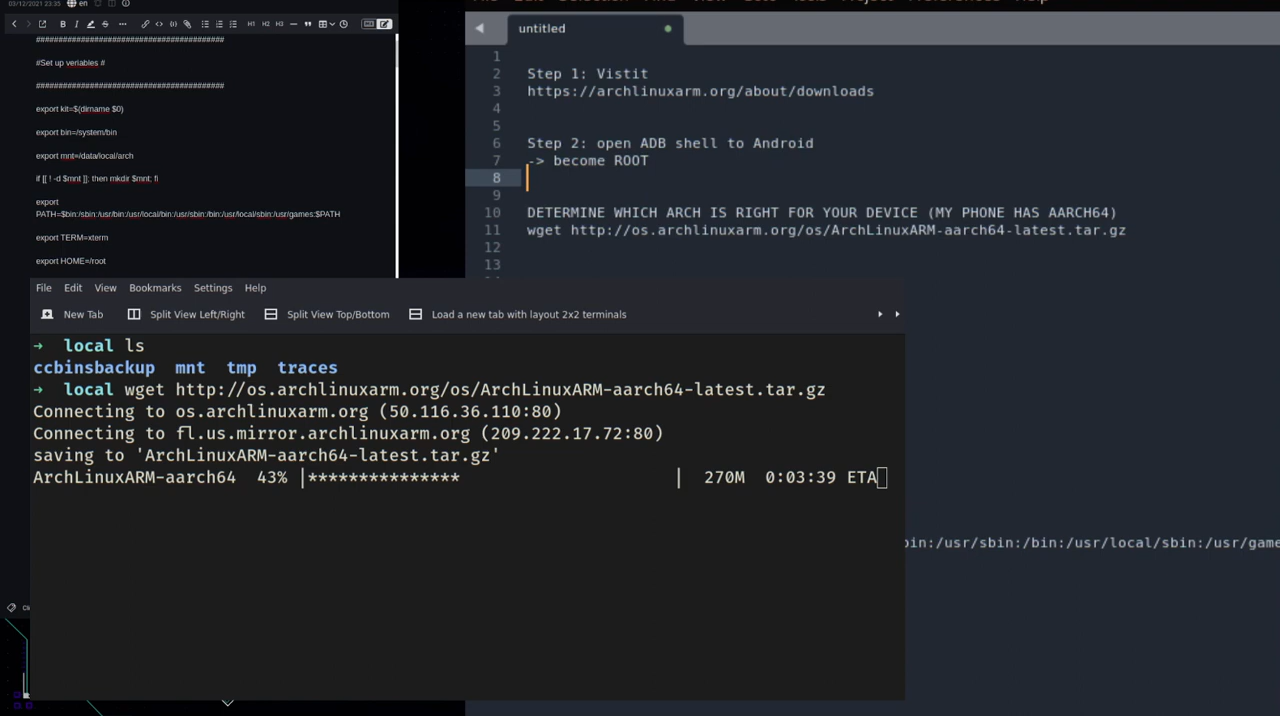 03/12/2021 23:35 en
B I S H1 H2 H3
##########################################
#Set up veriables #
##########################################
export kit=$(dirname $0)
export bin=/system/bin
export mnt=/data/local/arch
if [[ ! -d $mnt ]]; then mkdir $mnt; fi
export
PATH=$bin:/sbin:/usr/bin:/usr/local/bin:/usr/sbin:/bin:/usr/local/sbin:/usr/games:$PATH
export TERM=xterm
export HOME=/root
untitled
1
2 Step 1: Vistit
3 https://archlinuxarm.org/about/downloads
4
5
6 Step 2: open ADB shell to Android
7 -> become ROOT
8
9
10 DETERMINE WHICH ARCH IS RIGHT FOR YOUR DEVICE (MY PHONE HAS AARCH64)
11 wget http://os.archlinuxarm.org/os/ArchLinuxARM-aarch64-latest.tar.gz
12
13
File Edit View Bookmarks Settings Help
New Tab Split View Left/Right Split View Top/Bottom Load a new tab with layout 2x2 terminals
→ local ls
ccbinsbackup mnt tmp traces
→ local wget http://os.archlinuxarm.org/os/ArchLinuxARM-aarch64-latest.tar.gz
Connecting to os.archlinuxarm.org (50.116.36.110:80)
Connecting to fl.us.mirror.archlinuxarm.org (209.222.17.72:80)
saving to 'ArchLinuxARM-aarch64-latest.tar.gz'
ArchLinuxARM-aarch64 43% |*************** | 270M 0:03:39 ETA
bin:/usr/sbin:/bin:/usr/local/sbin:/usr/game